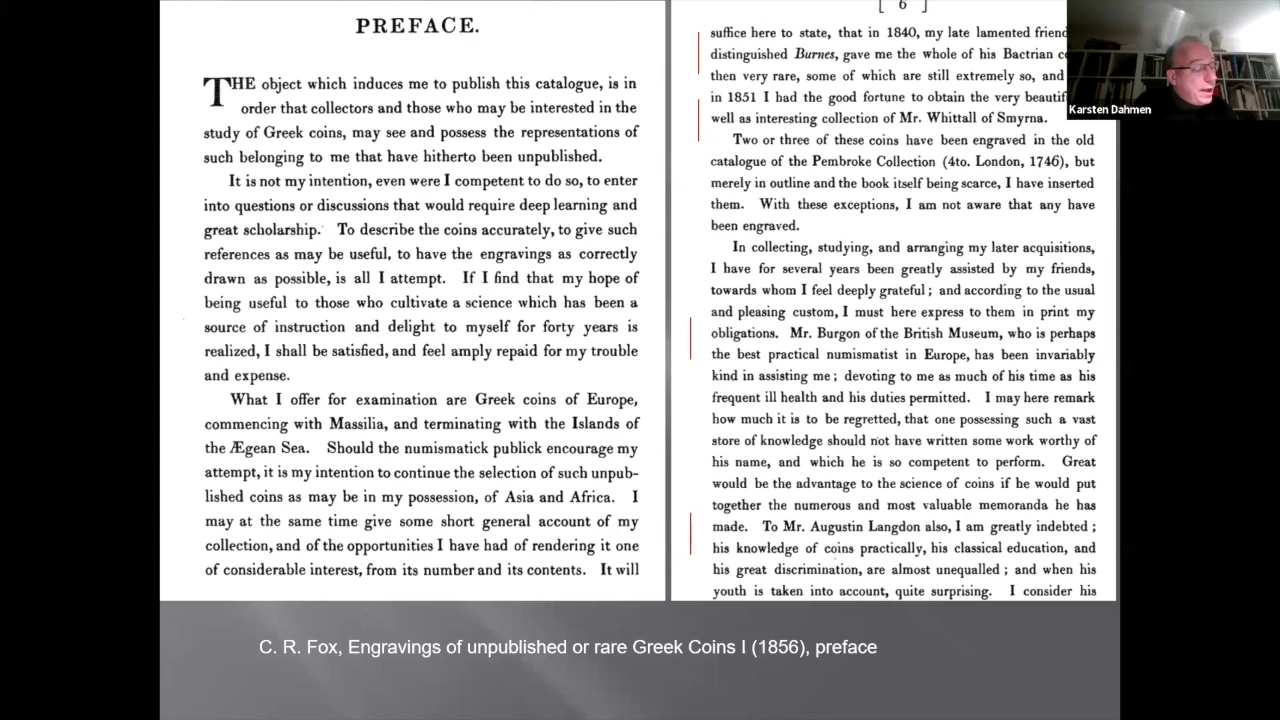 PREFACE.
THE object which induces me to publish this catalogue, is in
order that collectors and those who may be interested in the
study of Greek coins, may see and possess the representations of
such belonging to me that have hitherto been unpublished.
It is not my intention, even were I competent to do so, to enter
into questions or discussions that would require deep learning and
great scholarship. To describe the coins accurately, to give such
references as may be useful, to have the engravings as correctly
drawn as possible, is all I attempt. If I find that my hope of
being useful to those who cultivate a science which has been a
source of instruction and delight to myself for forty years is
realized, I shall be satisfied, and feel amply repaid for my trouble
and expense.
What I offer for examination are Greek coins of Europe,
commencing with Massilia, and terminating with the Islands of
the Ægean Sea. Should the numismatick publick encourage my
attempt, it is my intention to continue the selection of such unpub-
lished coins as may be in my possession, of Asia and Africa. I
may at the same time give some short general account of my
collection, and of the opportunities I have had of rendering it one
of considerable interest, from its number and its contents. It will
[ 6 ]
suffice here to state, that in 1840, my late lamented friend
distinguished Burnes, gave me the whole of his Bactrian
then very rare, some of which are still extremely so, and
in 1851 I had the good fortune to obtain the very
well as interesting collection of Mr. Whittall of Smyrna.
Two or three of these coins have been engraved in the old
catalogue of the Pembroke Collection (4to. London, 1746), but
merely in outline and the book itself being scarce, I have inserted
them. With these exceptions, I am not aware that any have
been engraved.
In collecting, studying, and arranging my later acquisitions,
I have for several years been greatly assisted by my friends,
towards whom I feel deeply grateful ; and according to the usual
and pleasing custom, I must here express to them in print my
obligations. Mr. Burgon of the British Museum, who is perhaps
the best practical numismatist in Europe, has been invariably
kind in assisting me ; devoting to me as much of his time as his
frequent ill health and his duties permitted. I may here remark
how much it is to be regretted, that one possessing such a vast
store of knowledge should not have written some work worthy of
his name, and which he is so competent to perform. Great
would be the advantage to the science of coins if he would put
together the numerous and most valuable memoranda he has
made. To Mr. Augustin Langdon also, I am greatly indebted ;
his knowledge of coins practically, his classical education, and
his great discrimination, are almost unequalled ; and when his
youth is taken into account, quite surprising. I consider his
Karsten Dahmen
C. R. Fox, Engravings of unpublished or rare Greek Coins I (1856), preface